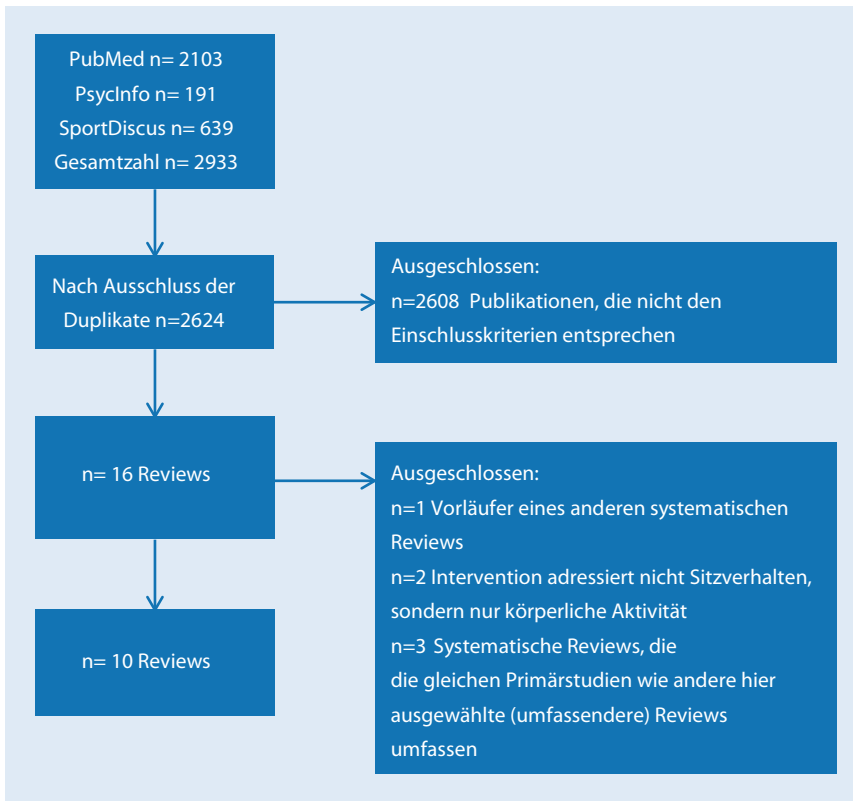 PubMed n= 2103
PsycInfo n= 191
SportDiscus n= 639
Gesamtzahl n= 2933
Nach Ausschluss der
Duplikate n=2624
Ausgeschlossen:
n=2608 Publikationen, die nicht den
Einschlusskriterien entsprechen
n= 16 Reviews
Ausgeschlossen:
n=1 Vorläufer eines anderen systematischen
Reviews
n=2 Intervention adressiert nicht Sitzverhalten,
sondern nur körperliche Aktivität
n=3 Systematische Reviews, die
die gleichen Primärstudien wie andere hier
ausgewählte (umfassendere) Reviews
umfassen
n= 10 Reviews